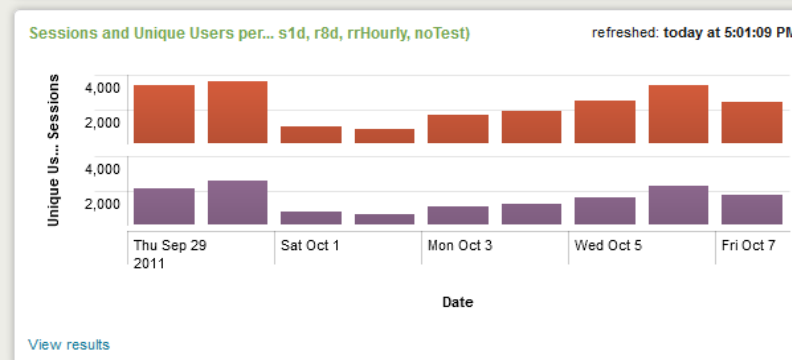 Sessions and Unique Users per... s1d, r8d, rrHourly, noTest)
refreshed: today at 5:01:09 PM
Sessions
4,000
2,000
Unique Us...
4,000
2,000
Thu Sep 29
2011
Sat Oct 1
Mon Oct 3
Wed Oct 5
Fri Oct 7
Date
View results